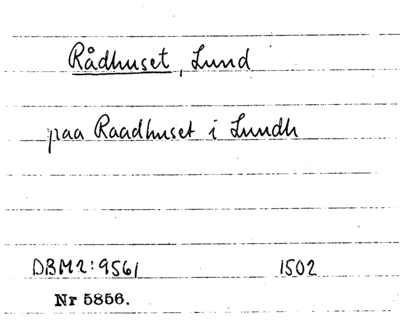 Rådhuset, Lund
paa Raadhuset i Lundh
DBM2:9561 1502
Nr 5856.